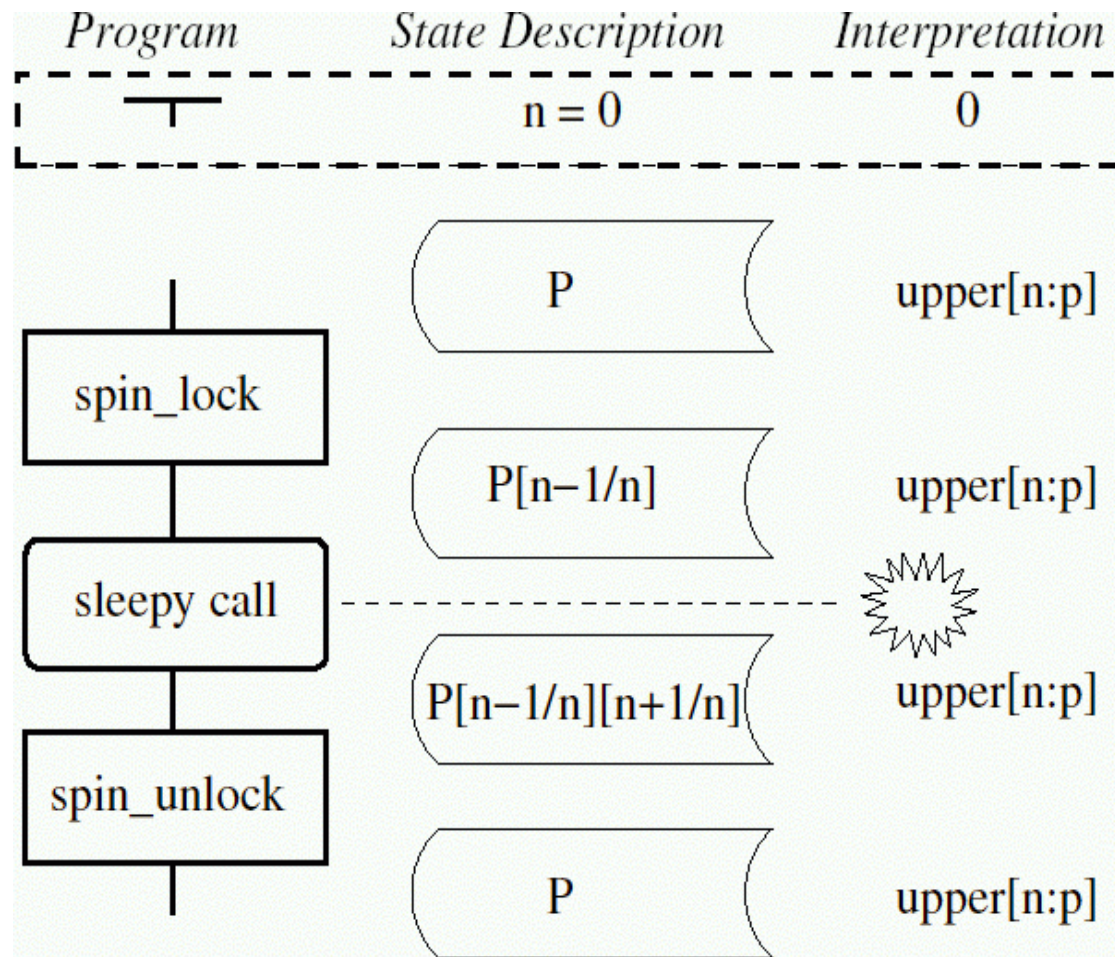 Program State Description Interpretation
n = 0 0
P upper[n:p]
spin_lock
P[n−1/n] upper[n:p]
sleepy call
P[n−1/n][n+1/n] upper[n:p]
spin_unlock
P upper[n:p]